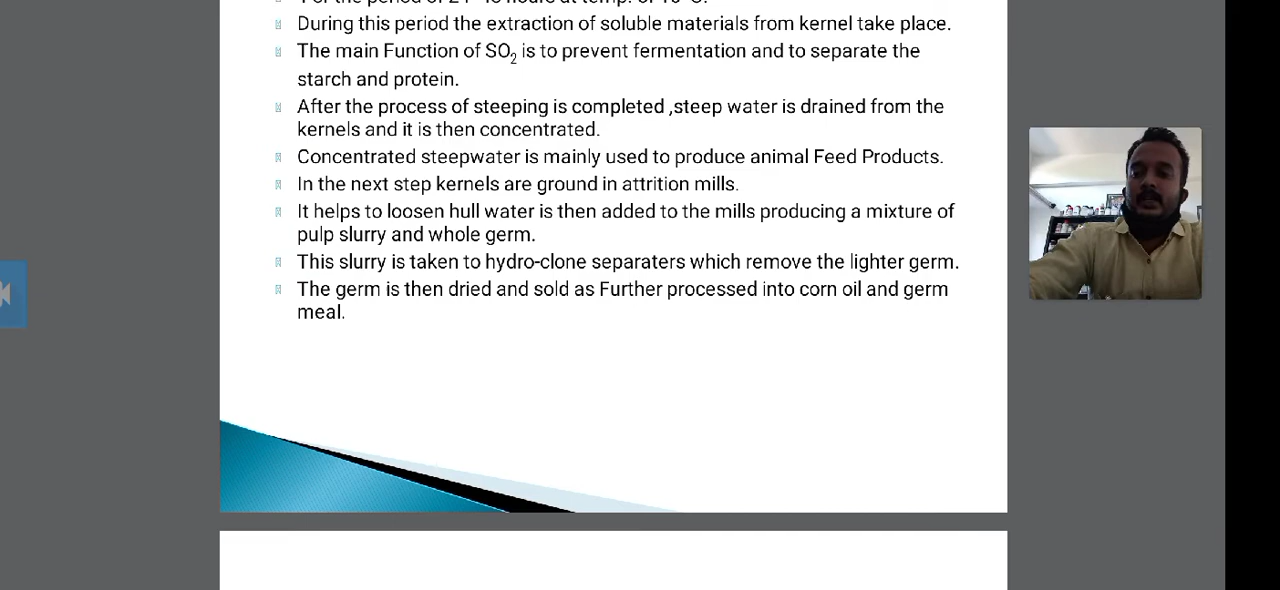 During this period the extraction of soluble materials from kernel take place.
The main Function of SO2 is to prevent fermentation and to separate the
starch and protein.
After the process of steeping is completed ,steep water is drained from the
kernels and it is then concentrated.
Concentrated steepwater is mainly used to produce animal Feed Products.
In the next step kernels are ground in attrition mills.
It helps to loosen hull water is then added to the mills producing a mixture of
pulp slurry and whole germ.
This slurry is taken to hydro-clone separaters which remove the lighter germ.
The germ is then dried and sold as Further processed into corn oil and germ
meal.